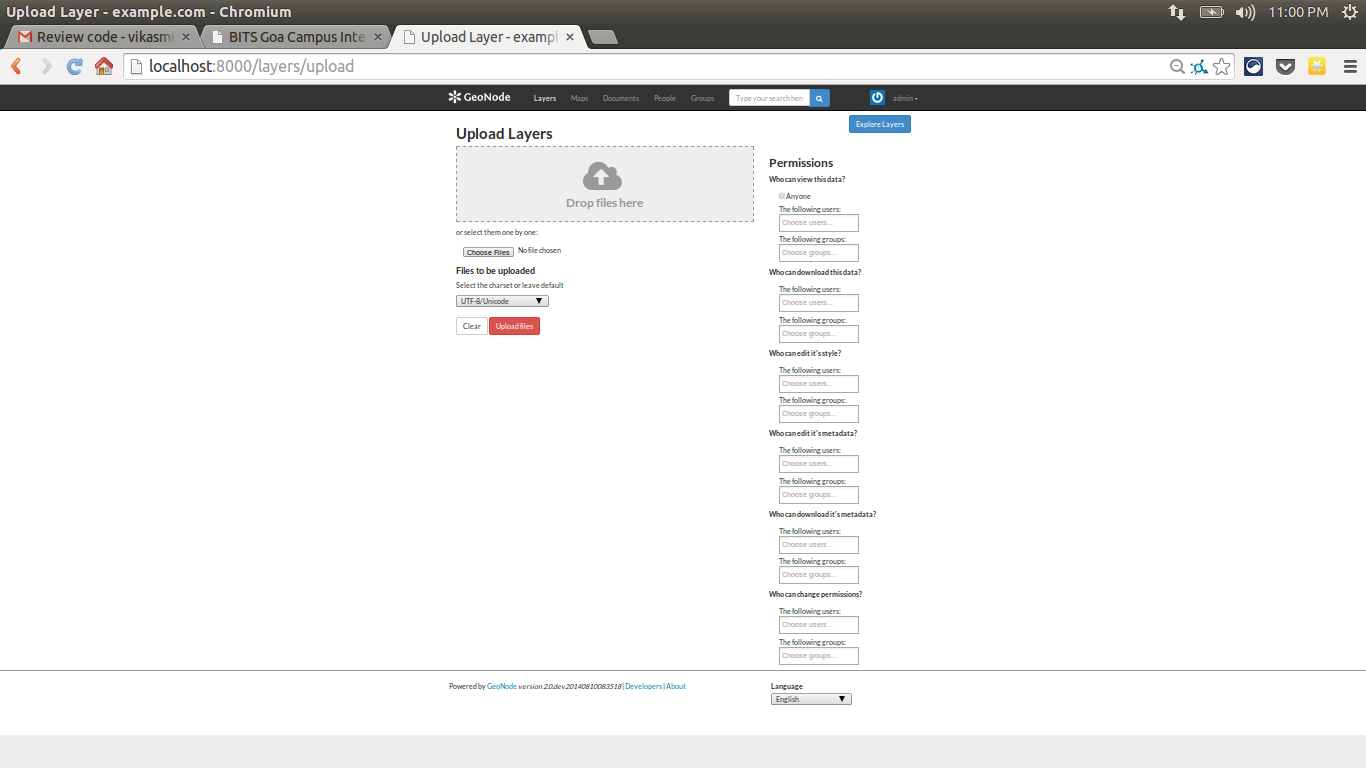 Upload Layer - example.com - Chromium
11:00 PM
Review code - vikasmi
BITS Goa Campus Inte
Upload Layer - exampl
localhost:8000/layers/upload
GeoNode Layers Maps Documents People Groups Type your search here admin
Explore Layers
Upload Layers
Drop files here
or select them one by one:
Choose Files No file chosen
Files to be uploaded
Select the charset or leave default
UTF-8/Unicode
Clear Upload files
Permissions
Who can view this data?
Anyone
The following users:
Choose users...
The following groups:
Choose groups...
Who can download this data?
The following users:
Choose users...
The following groups:
Choose groups...
Who can edit it's style?
The following users:
Choose users...
The following groups:
Choose groups...
Who can edit it's metadata?
The following users:
Choose users...
The following groups:
Choose groups...
Who can download it's metadata?
The following users:
Choose users...
The following groups:
Choose groups...
Who can change permissions?
The following users:
Choose users...
The following groups:
Choose groups...
Powered by GeoNode version 2.0.dev20140810083518 | Developers | About
Language
English